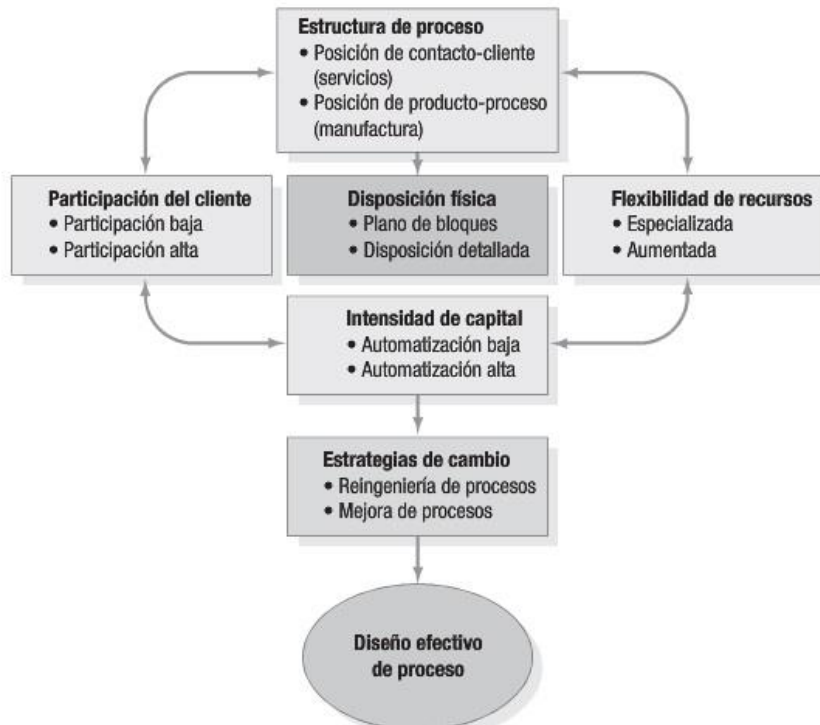 Estructura de proceso
• Posición de contacto-cliente
(servicios)
• Posición de producto-proceso
(manufactura)
Participación del cliente
• Participación baja
• Participación alta
Disposición física
• Plano de bloques
• Disposición detallada
Flexibilidad de recursos
• Especializada
• Aumentada
Intensidad de capital
• Automatización baja
• Automatización alta
Estrategias de cambio
• Reingeniería de procesos
• Mejora de procesos
Diseño efectivo
de proceso